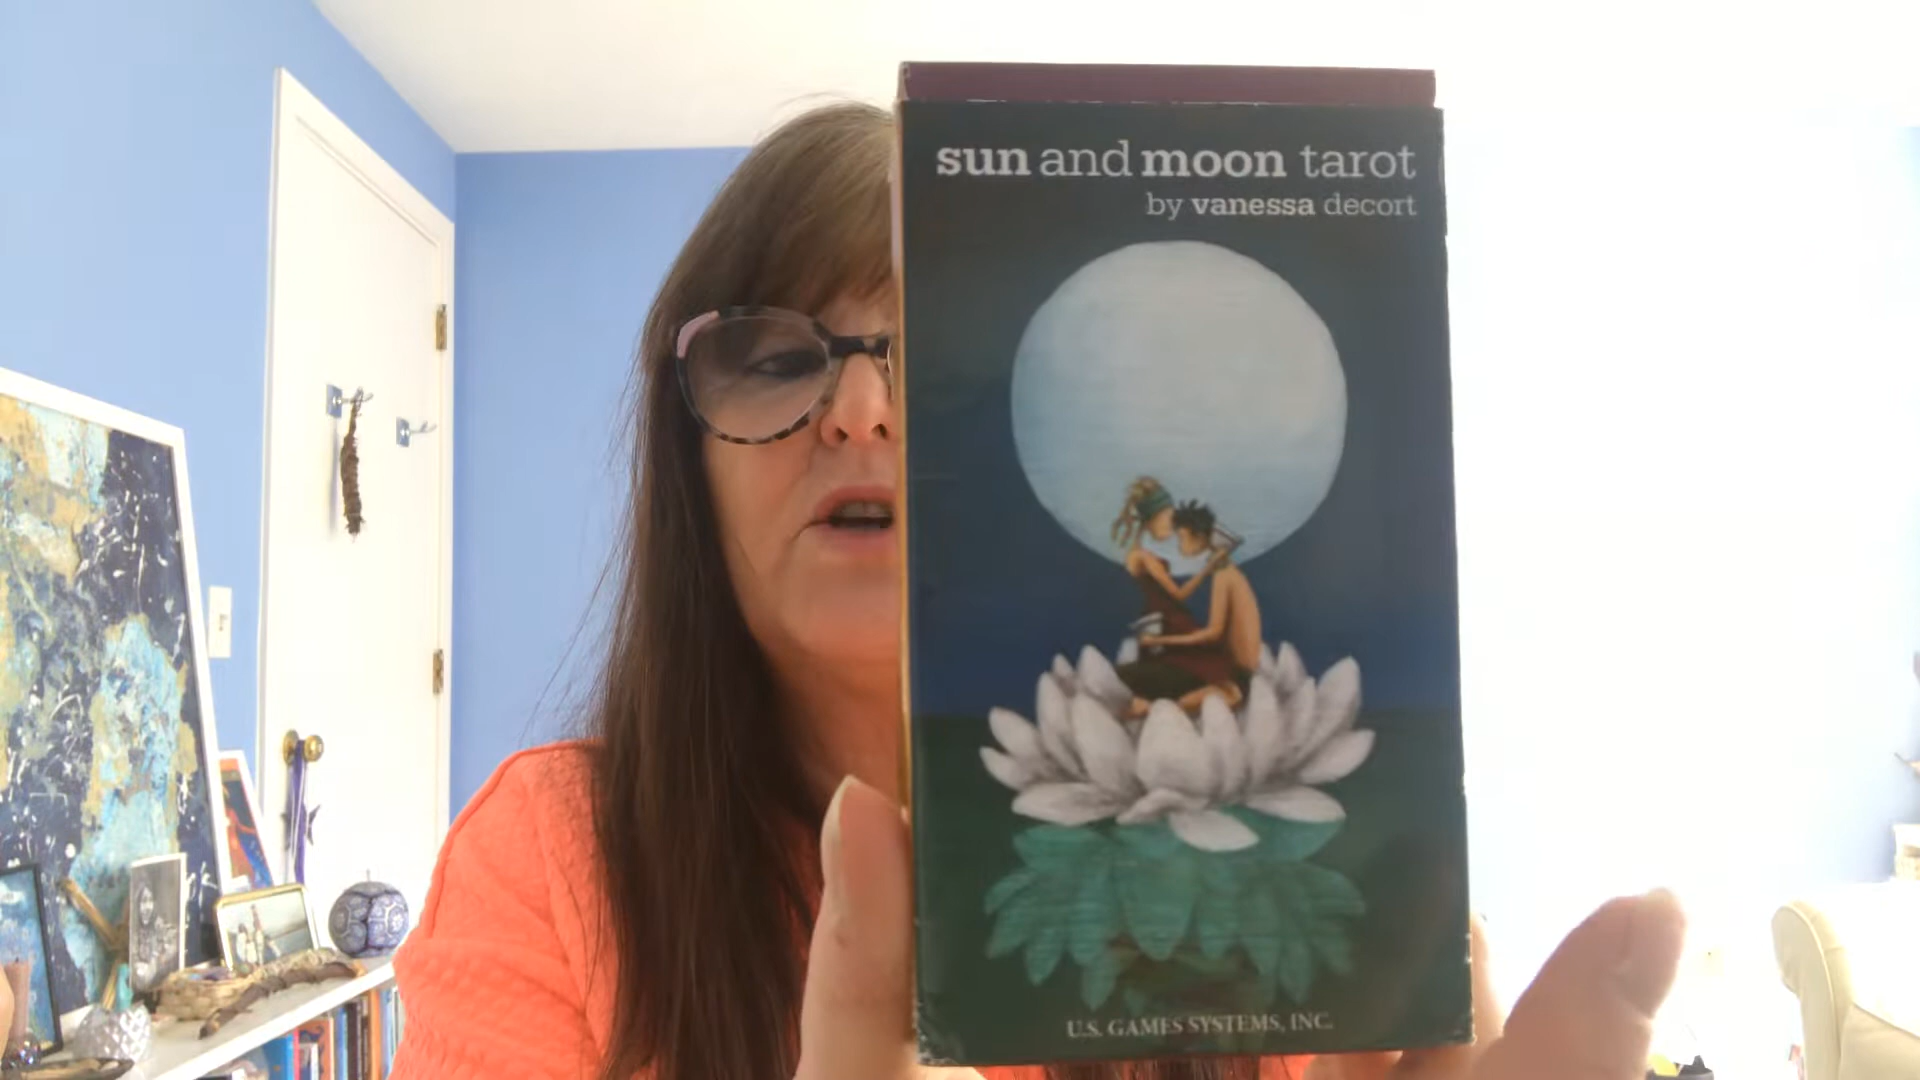 sun and moon tarot
by vanessa decort
U.S. GAMES SYSTEMS, INC.